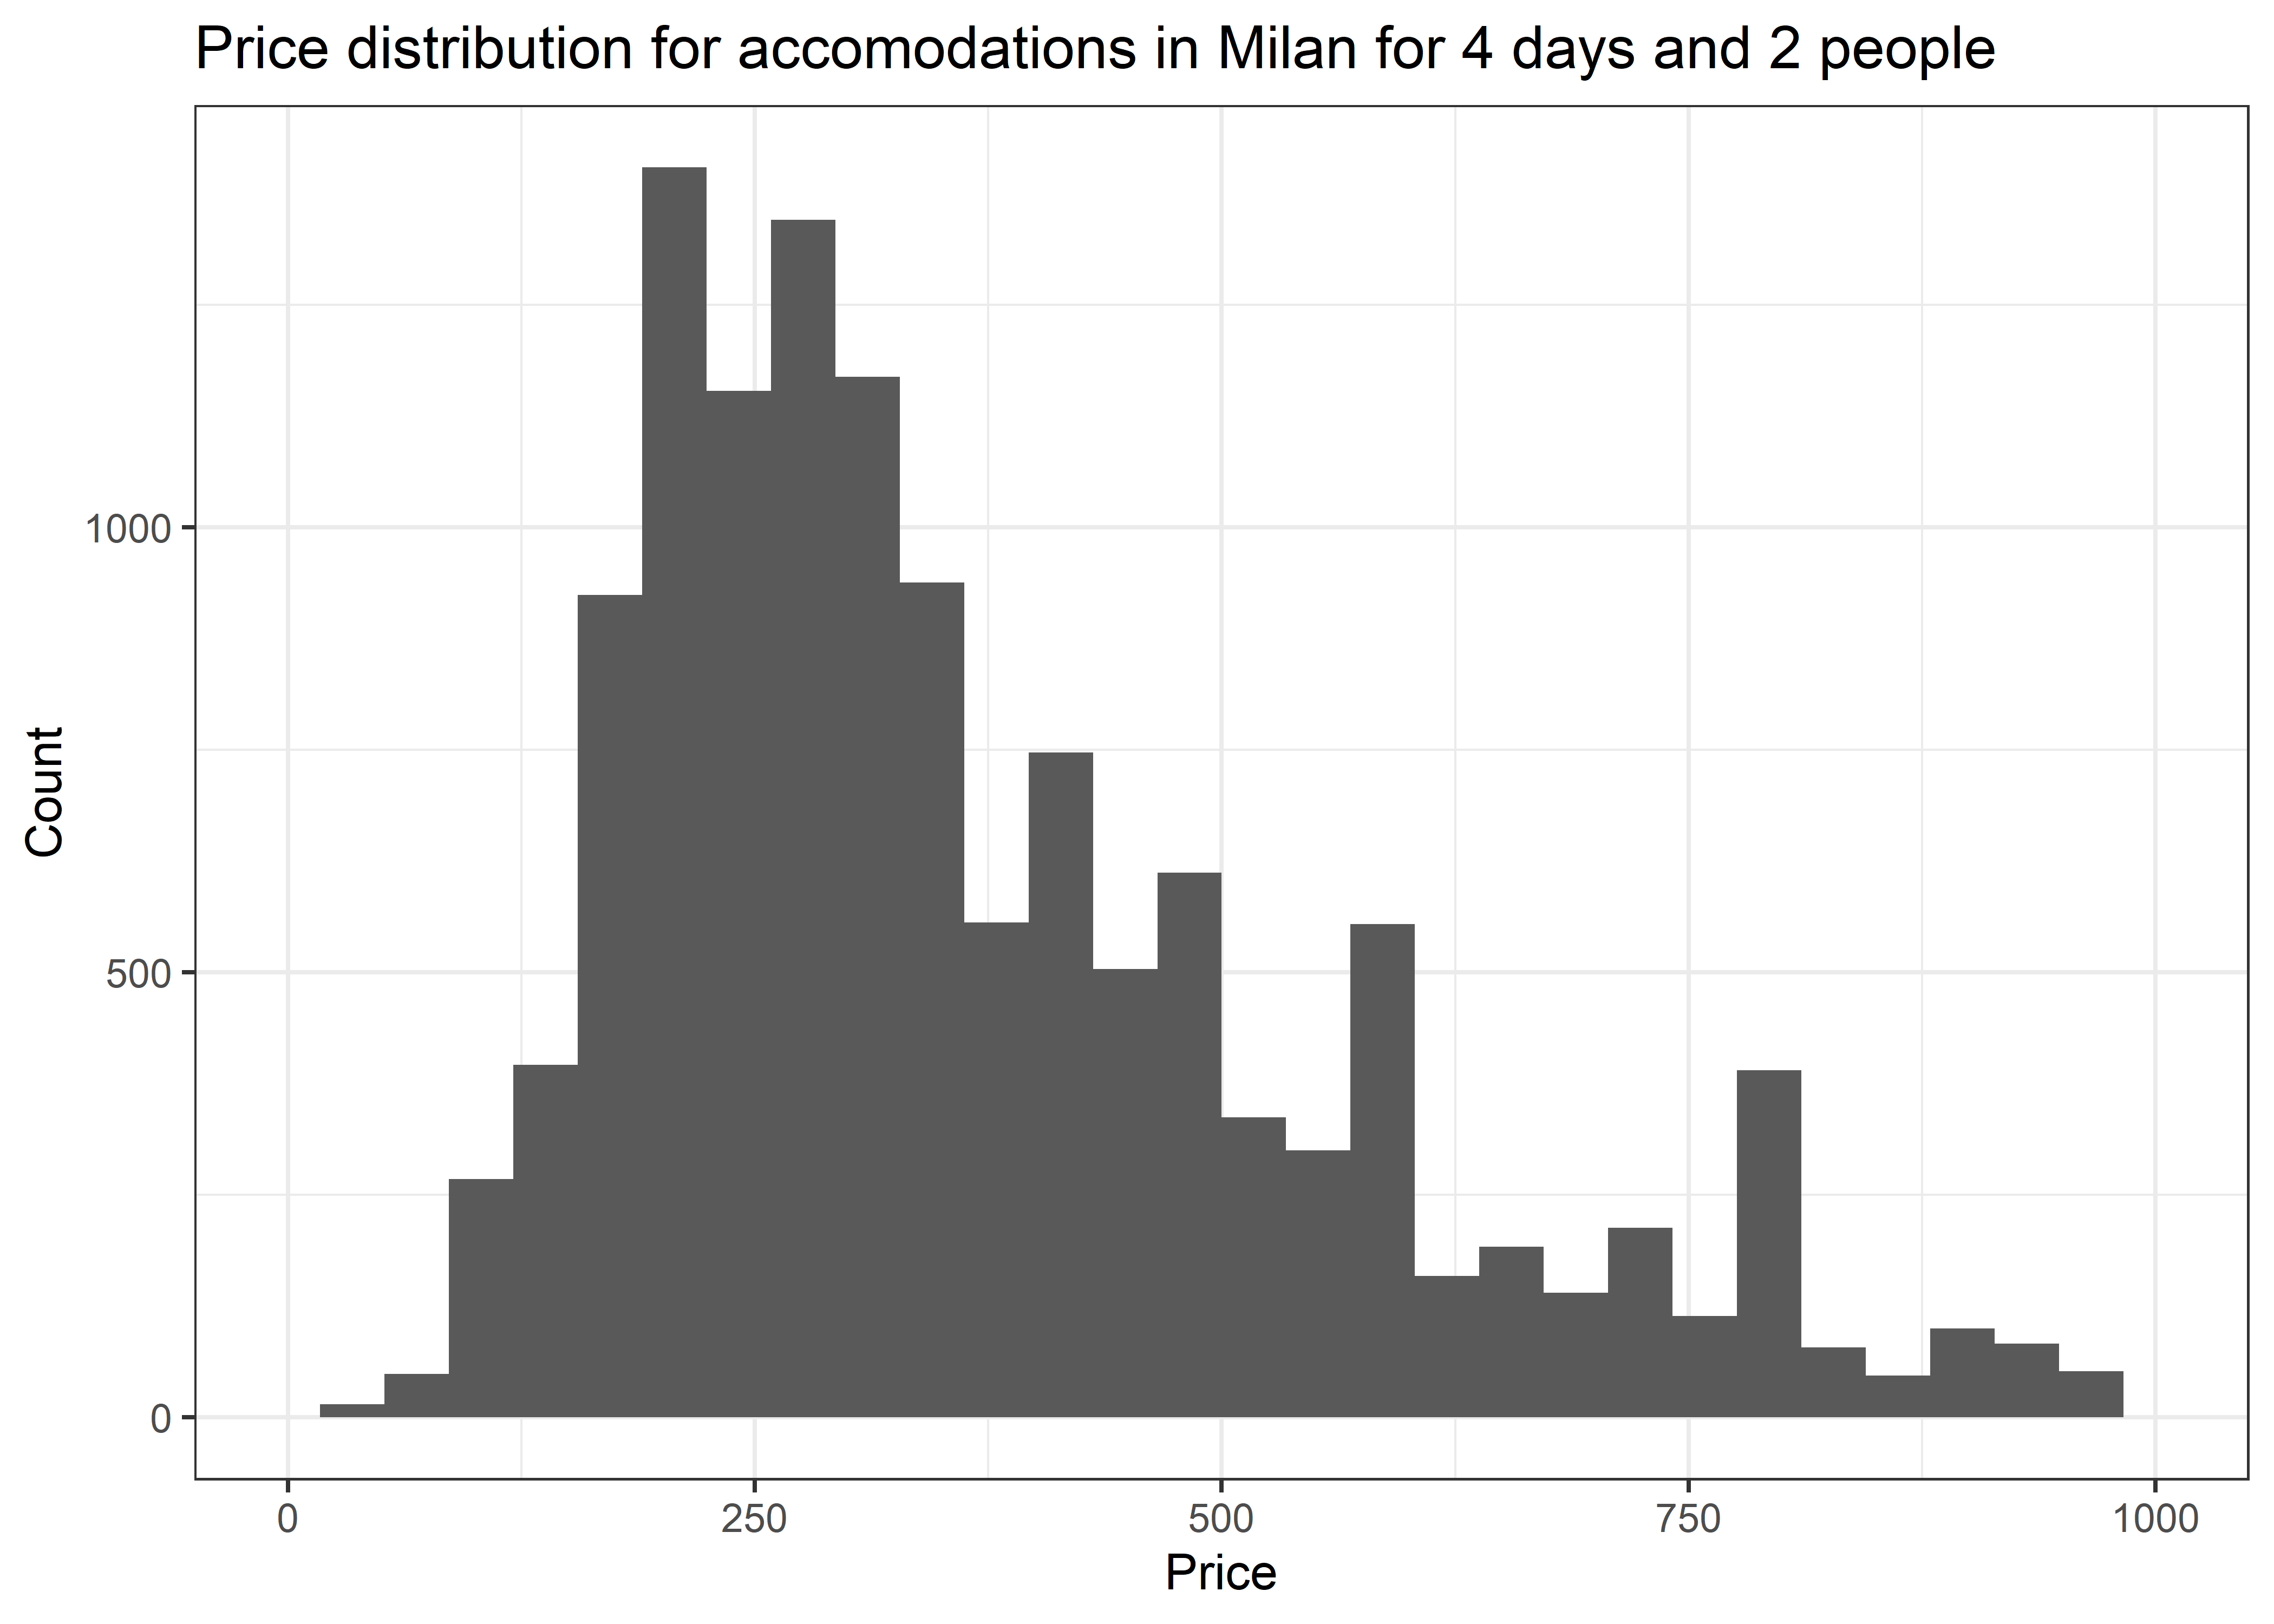 Price distribution for accomodations in Milan for 4 days and 2 people
Count
1000
500
0
0 250 500 750 1000
Price